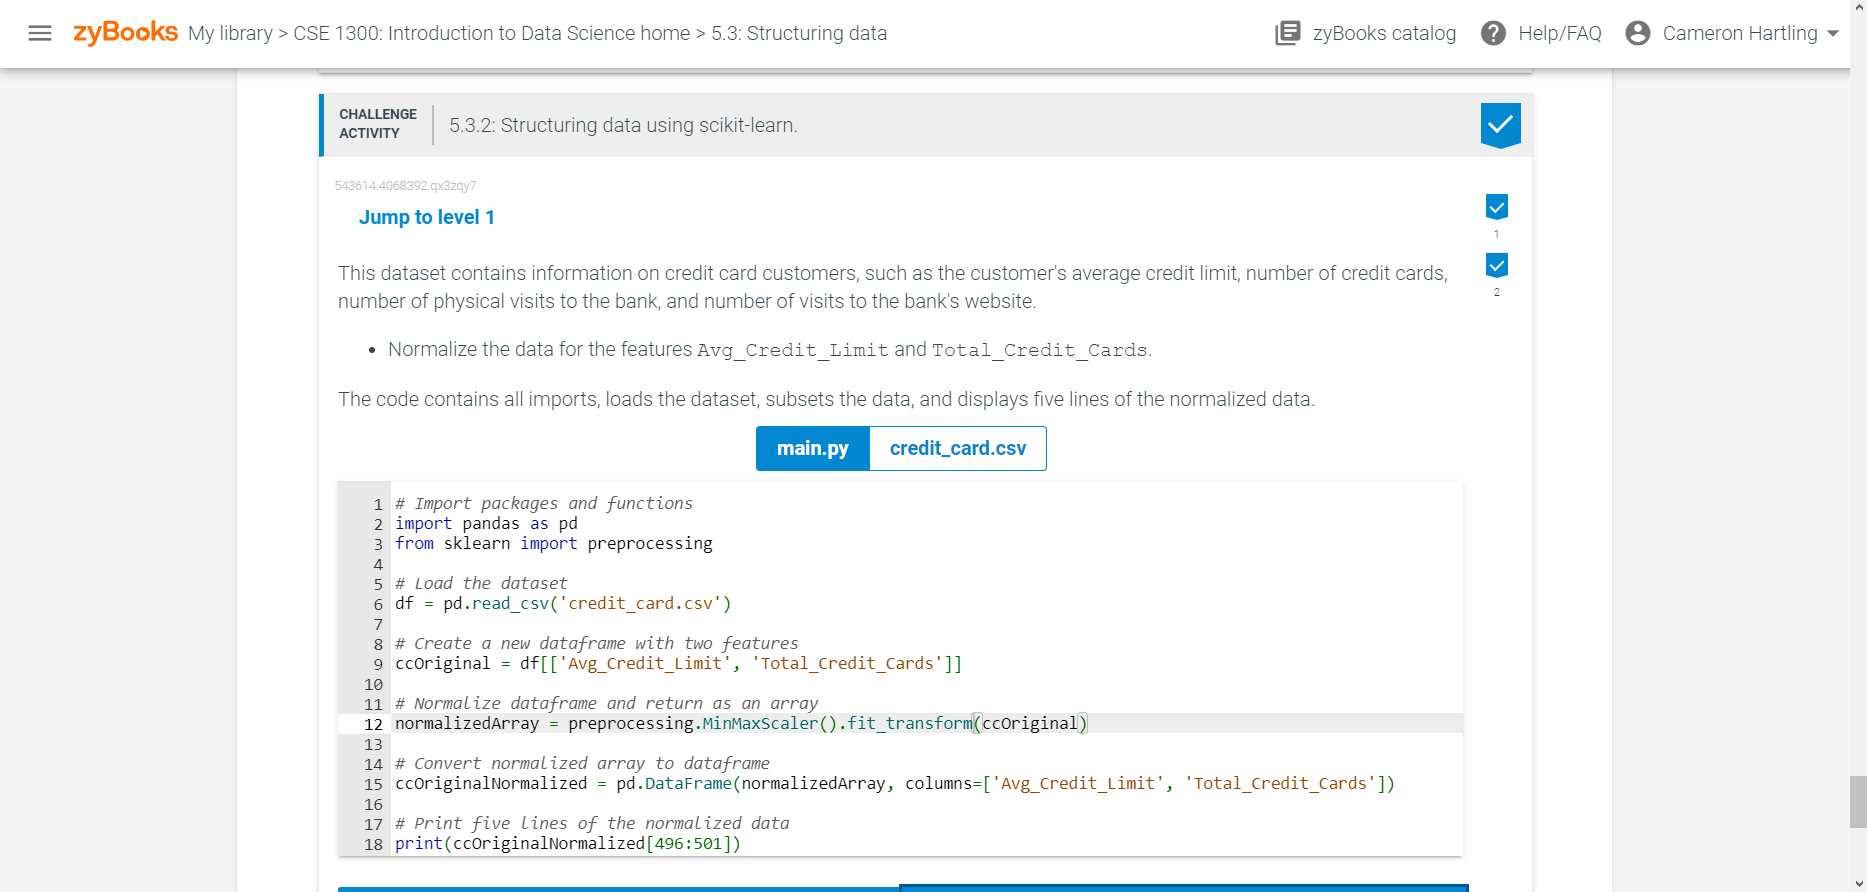 zyBooks My library > CSE 1300: Introduction to Data Science home > 5.3: Structuring data zyBooks catalog Help/FAQ Cameron Hartling
CHALLENGE
ACTIVITY
5.3.2: Structuring data using scikit-learn.
543614.4068392.qx3zqy7
Jump to level 1
1
This dataset contains information on credit card customers, such as the customer's average credit limit, number of credit cards,
number of physical visits to the bank, and number of visits to the bank's website.
2
• Normalize the data for the features Avg_Credit_Limit and Total_Credit_Cards.
The code contains all imports, loads the dataset, subsets the data, and displays five lines of the normalized data.
main.py credit_card.csv
1 # Import packages and functions
2 import pandas as pd
3 from sklearn import preprocessing
4
5 # Load the dataset
6 df = pd.read_csv('credit_card.csv')
7
8 # Create a new dataframe with two features
9 ccOriginal = df[['Avg_Credit_Limit', 'Total_Credit_Cards']]
10
11 # Normalize dataframe and return as an array
12 normalizedArray = preprocessing.MinMaxScaler().fit_transform(ccOriginal)
13
14 # Convert normalized array to dataframe
15 ccOriginalNormalized = pd.DataFrame(normalizedArray, columns=['Avg_Credit_Limit', 'Total_Credit_Cards'])
16
17 # Print five lines of the normalized data
18 print(ccOriginalNormalized[496:501])